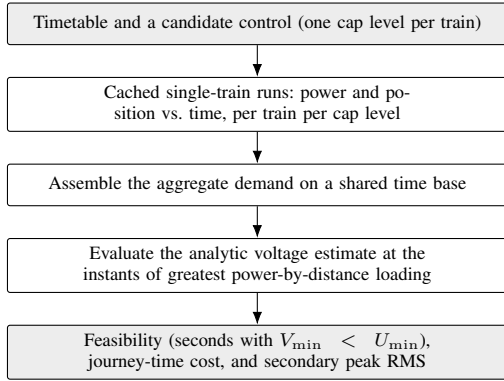 Timetable and a candidate control (one cap level per train)
Cached single-train runs: power and po-
sition vs. time, per train per cap level
Assemble the aggregate demand on a shared time base
Evaluate the analytic voltage estimate at the
instants of greatest power-by-distance loading
Feasibility (seconds with V_min < U_min),
journey-time cost, and secondary peak RMS